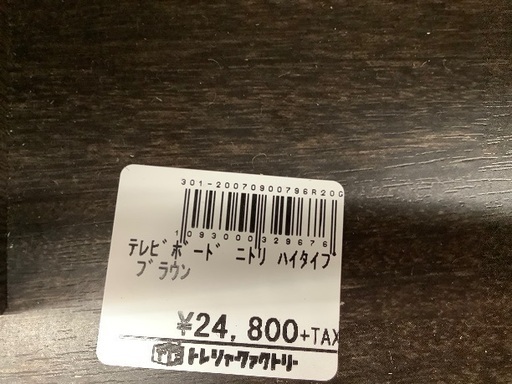 301-20070900796R200
1093000329676
テレビボード ニトリ ハイタイプ
ブラウン
¥24,800+TAX
トレジャーファクトリー